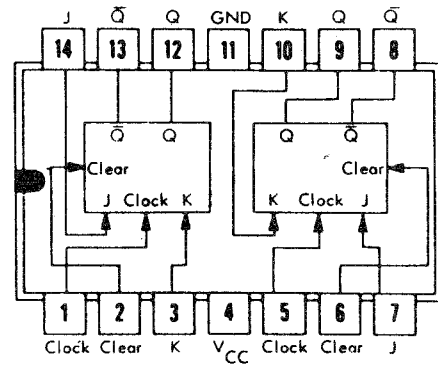 J Q̅ Q GND K Q Q̅
14 13 12 11 10 9 8
Q̅ Q Q Q̅
Clear Clear
J Clock K K Clock J
1 2 3 4 5 6 7
Clock Clear K VCC Clock Clear J